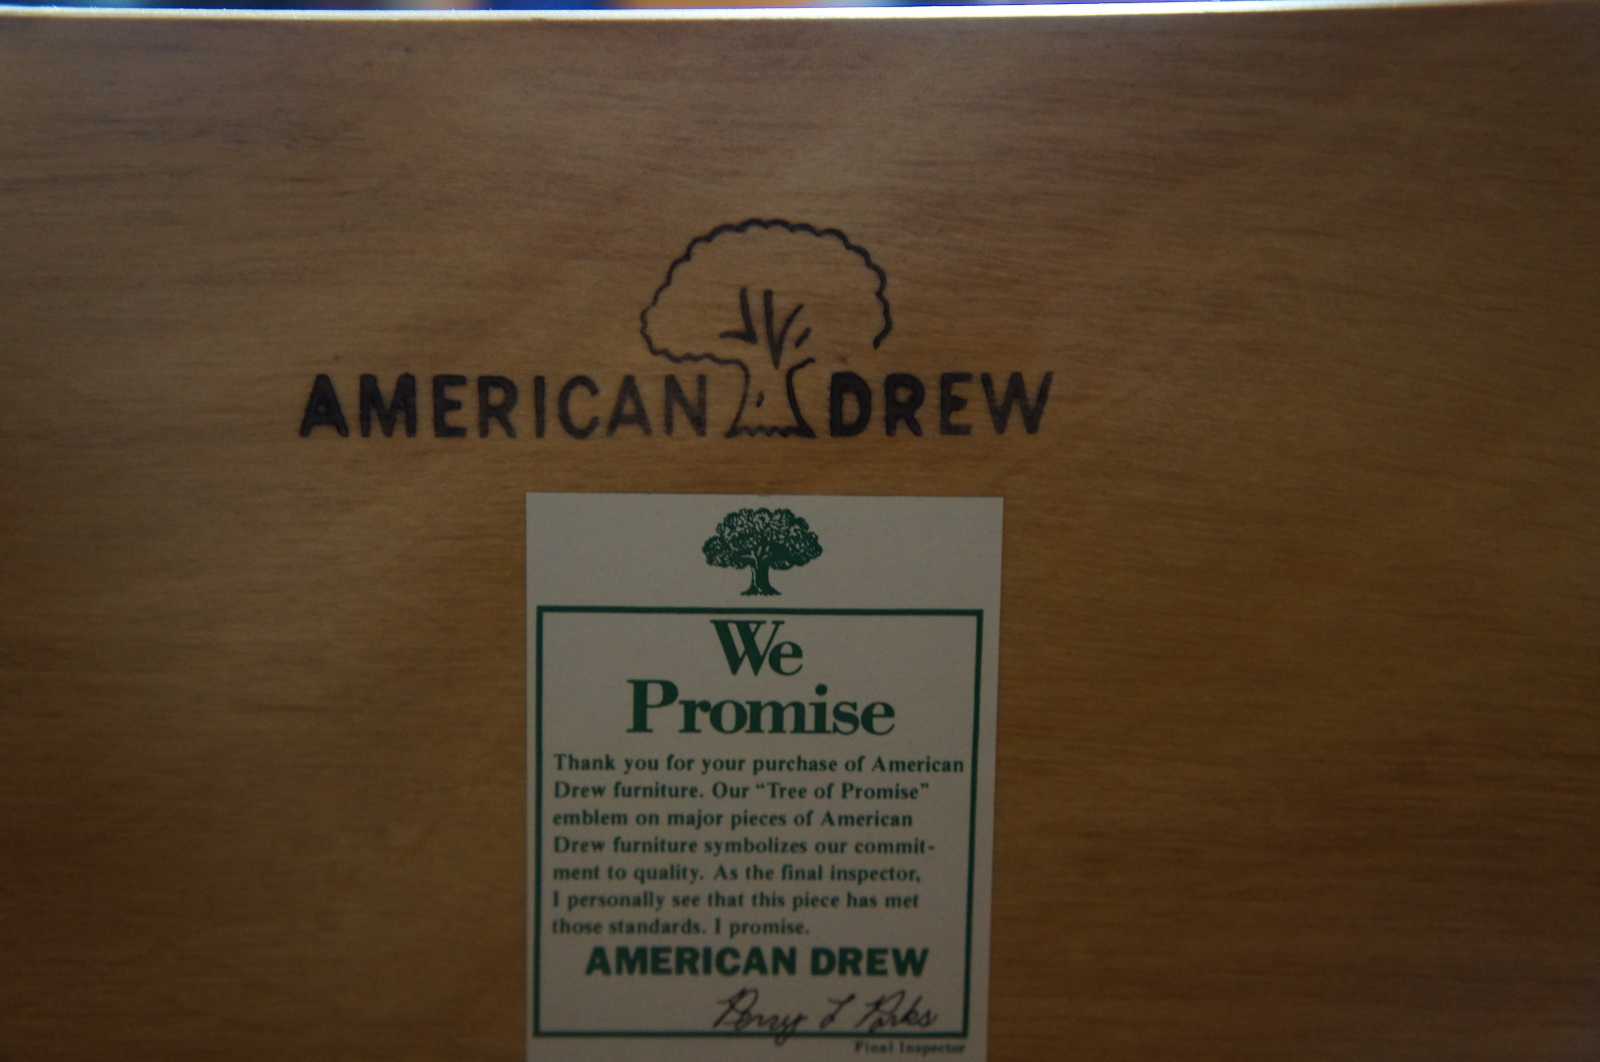 AMERICAN DREW
We
Promise
Thank you for your purchase of American
Drew furniture. Our “Tree of Promise”
emblem on major pieces of American
Drew furniture symbolizes our commit-
ment to quality. As the final inspector,
I personally see that this piece has met
those standards. I promise.
AMERICAN DREW
Perry L Parks
Final Inspector